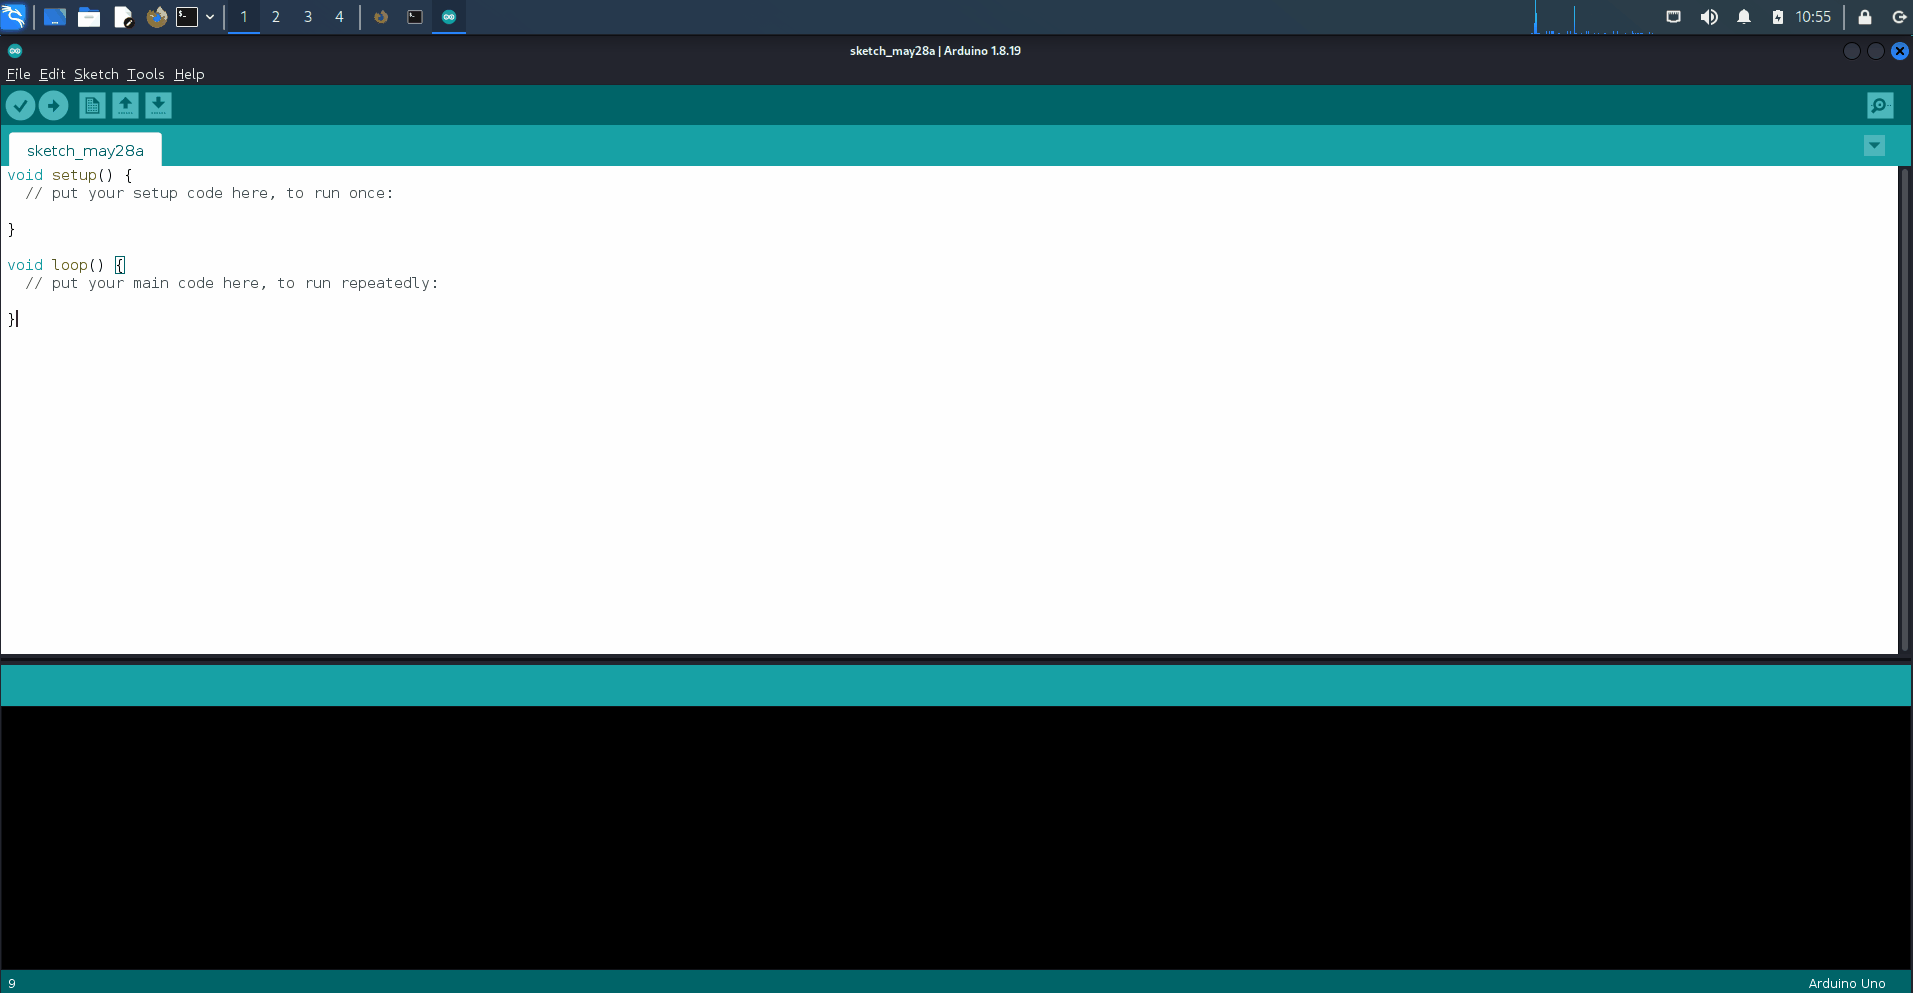 1 2 3 4 10:55
sketch_may28a | Arduino 1.8.19
File Edit Sketch Tools Help
sketch_may28a
void setup() {
  // put your setup code here, to run once:
}
void loop() {
  // put your main code here, to run repeatedly:
}
9 Arduino Uno